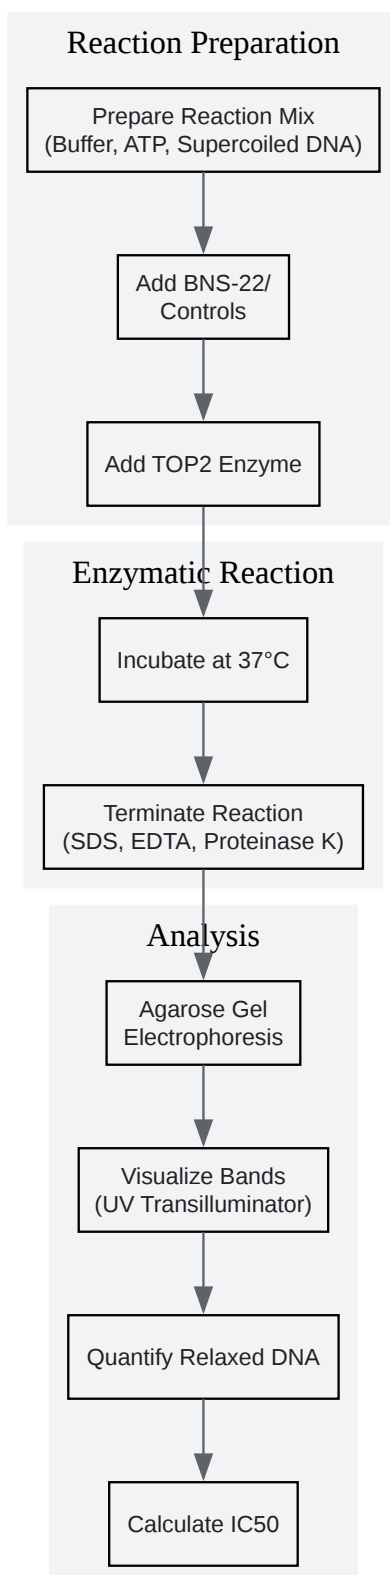 Reaction Preparation
Prepare Reaction Mix
(Buffer, ATP, Supercoiled DNA)
Add BNS-22/
Controls
Add TOP2 Enzyme
Enzymatic Reaction
Incubate at 37°C
Terminate Reaction
(SDS, EDTA, Proteinase K)
Analysis
Agarose Gel
Electrophoresis
Visualize Bands
(UV Transilluminator)
Quantify Relaxed DNA
Calculate IC50